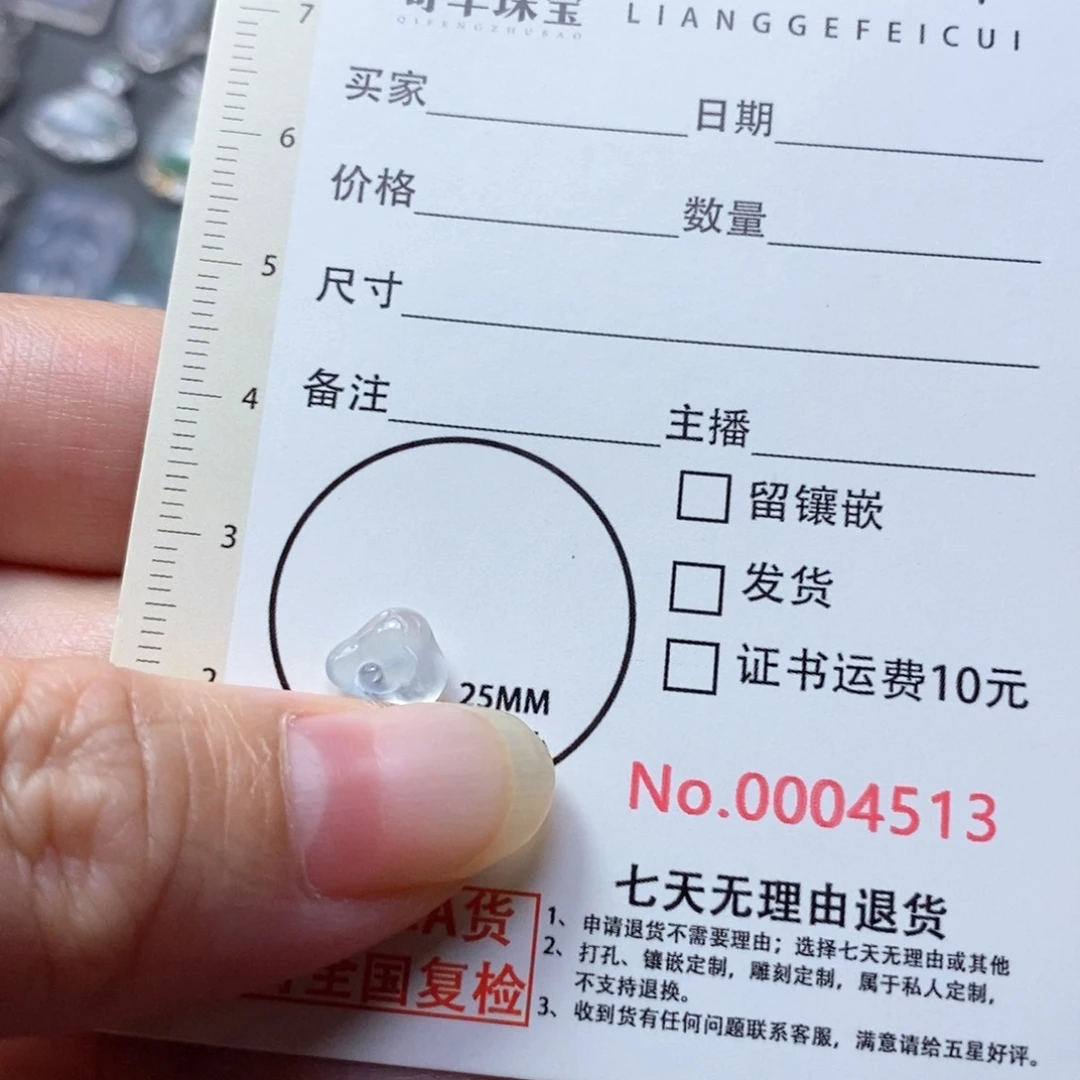 7
珠宝
QIFENGZHUBAO
LIANGGEFEICUI
买家 日期
6
价格 数量
5
尺寸
4
备注 主播
留镶嵌
3
发货
2
证书运费10元
25MM
No.0004513
七天无理由退货
A货
全国复检
1、申请退货不需要理由；选择七天无理由或其他
2、打孔、镶嵌定制，雕刻定制，属于私人定制，
不支持退换。
3、收到货有任何问题联系客服，满意请给五星好评。